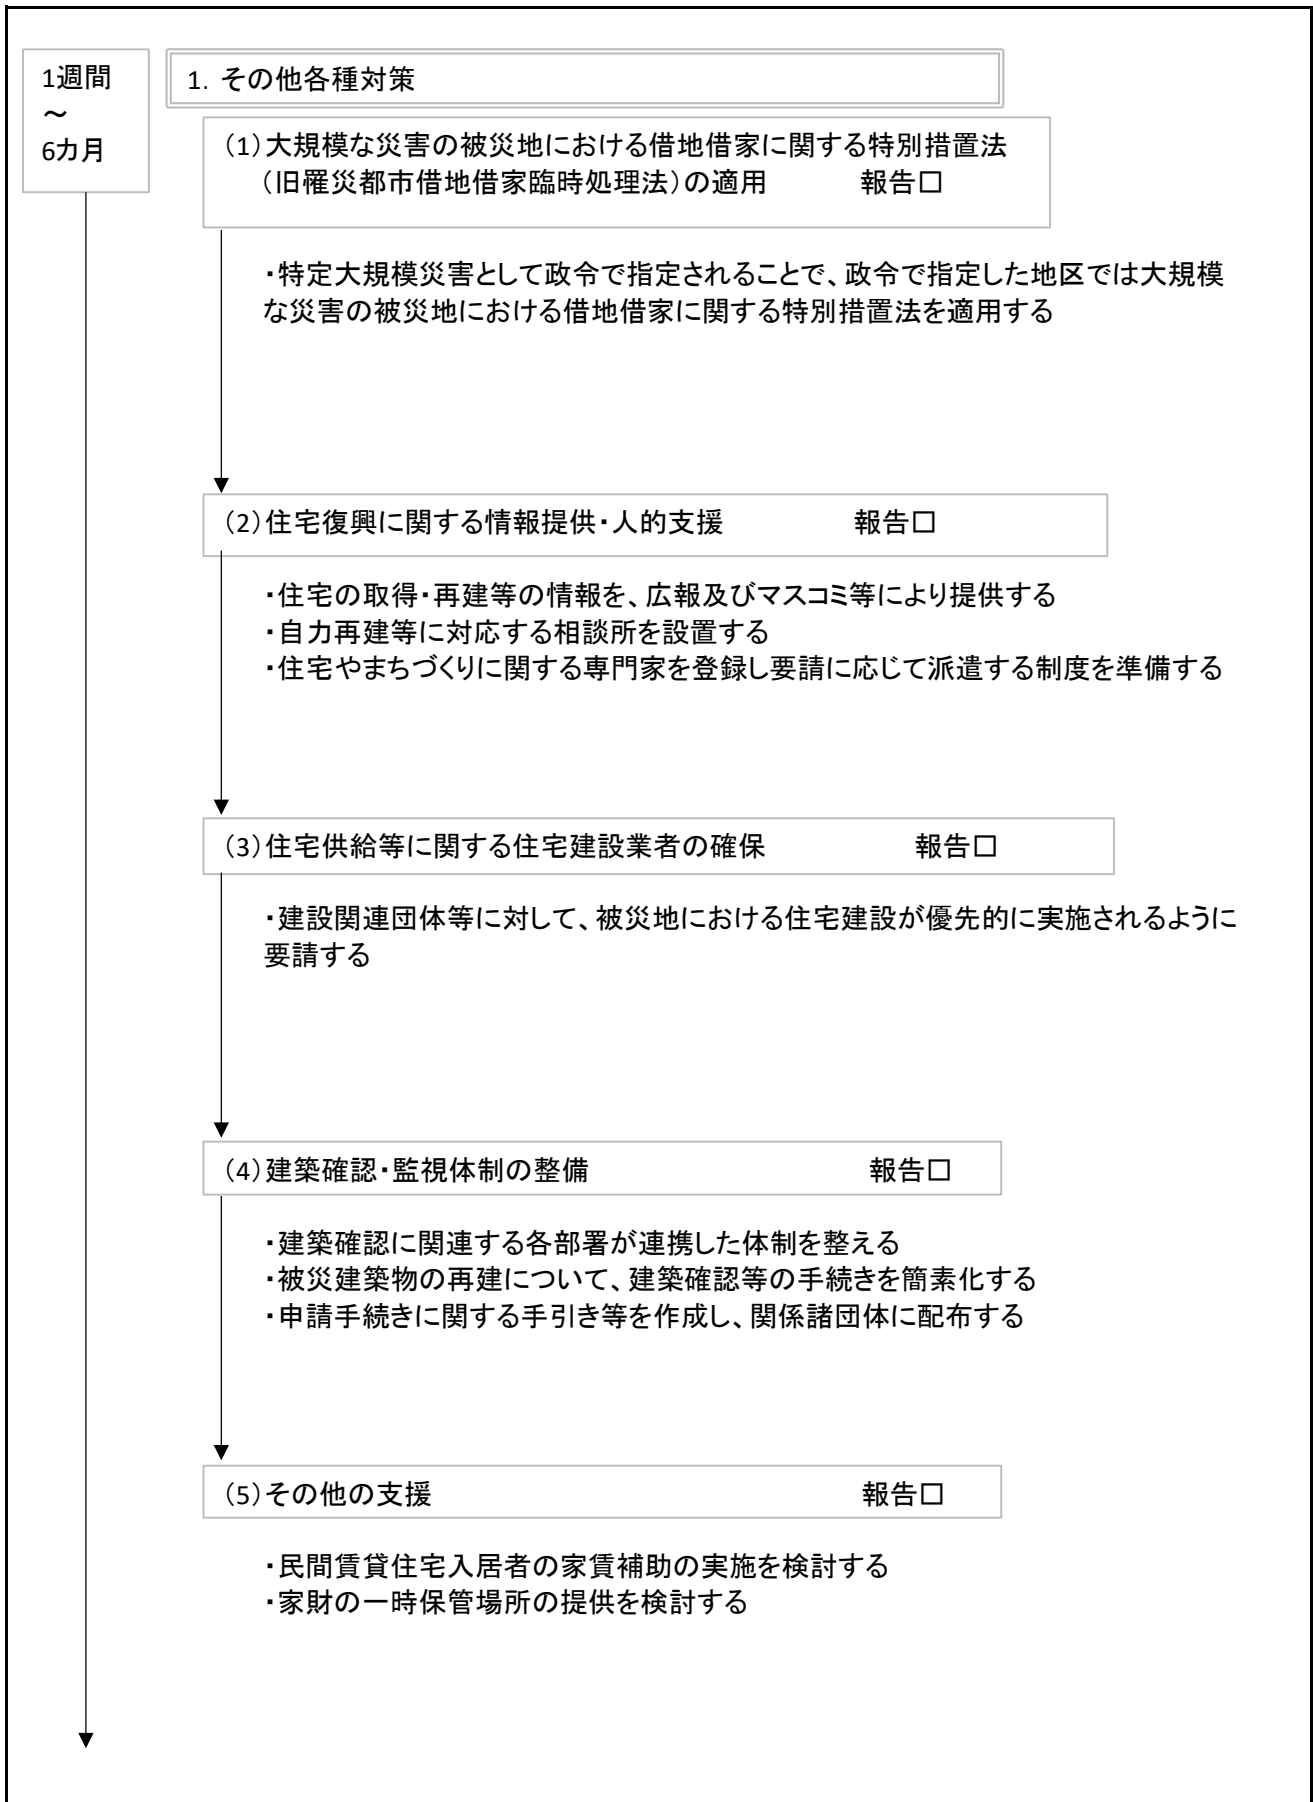 1週間
～
6カ月
1. その他各種対策
（1）大規模な災害の被災地における借地借家に関する特別措置法
（旧罹災都市借地借家臨時処理法）の適用　　　報告□
・特定大規模災害として政令で指定されることで、政令で指定した地区では大規模
な災害の被災地における借地借家に関する特別措置法を適用する
（2）住宅復興に関する情報提供・人的支援　　　報告□
・住宅の取得・再建等の情報を、広報及びマスコミ等により提供する
・自力再建等に対応する相談所を設置する
・住宅やまちづくりに関する専門家を登録し要請に応じて派遣する制度を準備する
（3）住宅供給等に関する住宅建設業者の確保　　　報告□
・建設関連団体等に対して、被災地における住宅建設が優先的に実施されるように
要請する
（4）建築確認・監視体制の整備　　　報告□
・建築確認に関連する各部署が連携した体制を整える
・被災建築物の再建について、建築確認等の手続きを簡素化する
・申請手続きに関する手引き等を作成し、関係諸団体に配布する
（5）その他の支援　　　報告□
・民間賃貸住宅入居者の家賃補助の実施を検討する
・家財の一時保管場所の提供を検討する